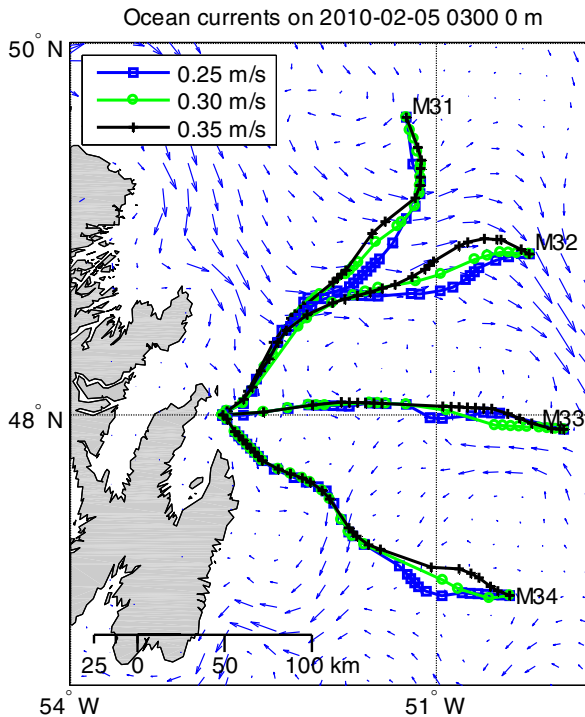 Ocean currents on 2010-02-05 0300 0 m
50° N
0.25 m/s
0.30 m/s
0.35 m/s
M31
M32
48° N
M33
M34
25 0 50 100 km
54° W
51° W